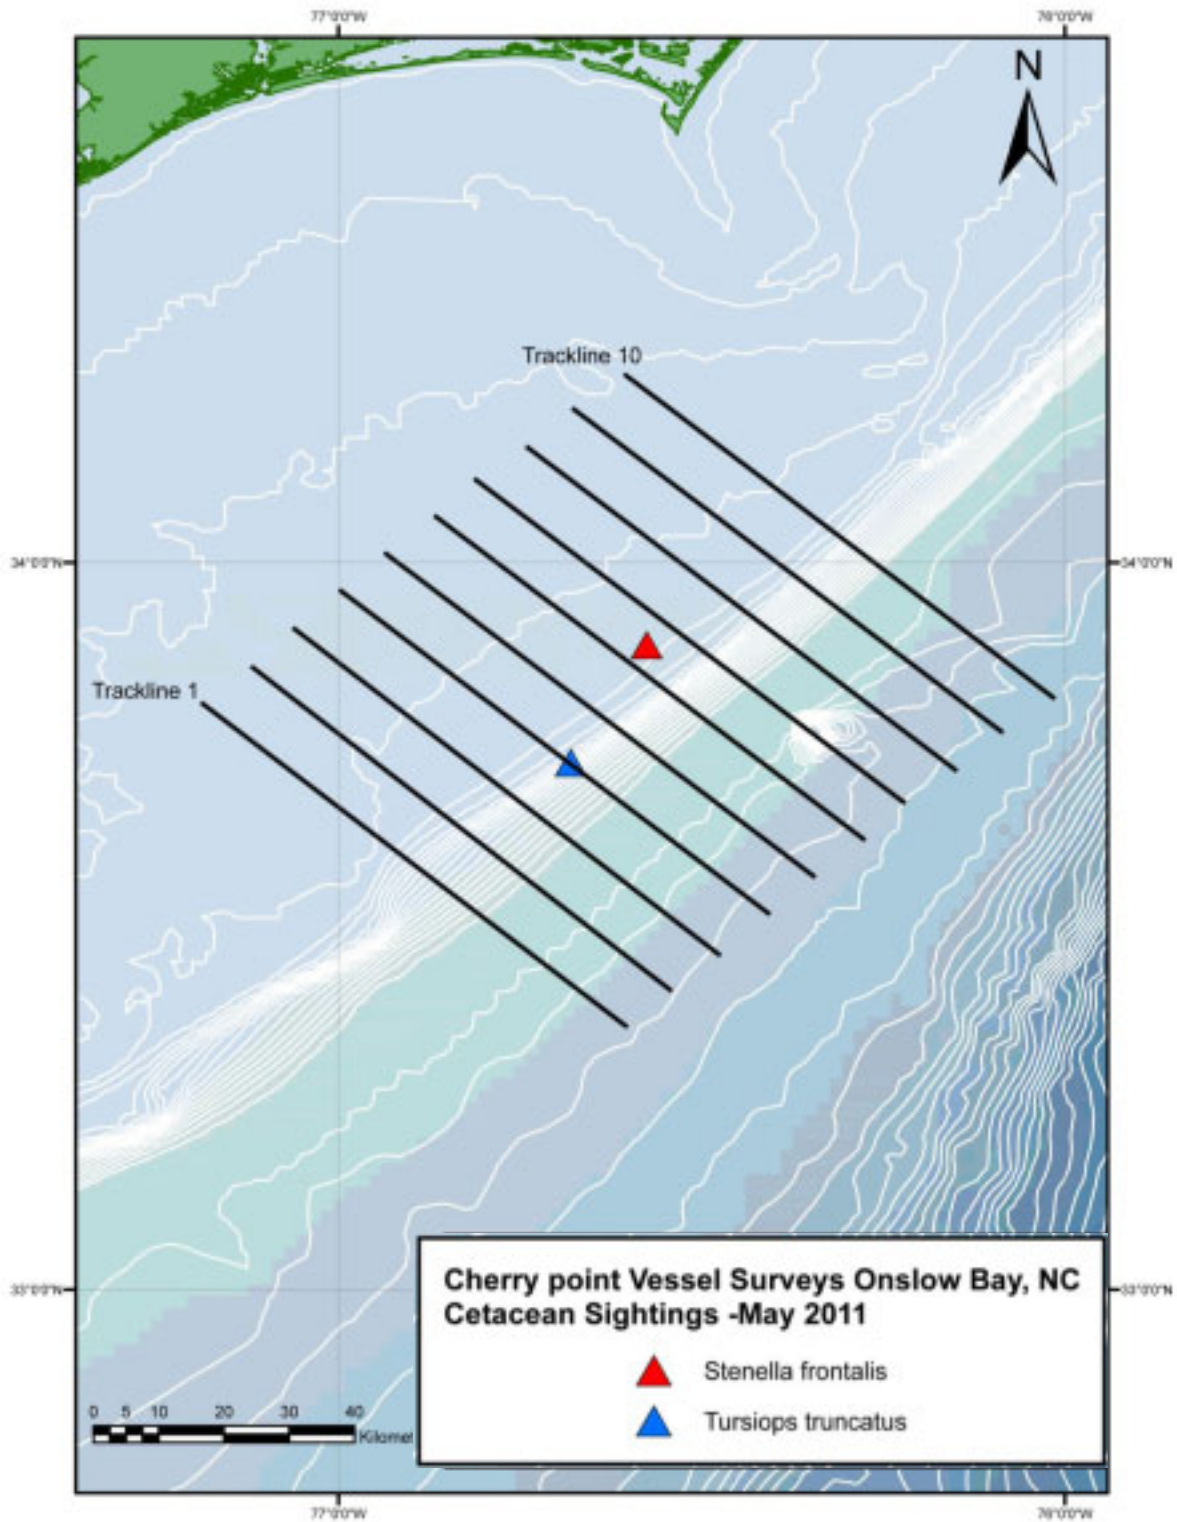 77°0'0"W
76°0'0"W
N
Trackline 10
34°0'0"N
34°0'0"N
Trackline 1
33°0'0"N
33°0'0"N
Cherry point Vessel Surveys Onslow Bay, NC
Cetacean Sightings -May 2011
Stenella frontalis
Tursiops truncatus
0 5 10 20 30 40
Kilomet
77°0'0"W
76°0'0"W